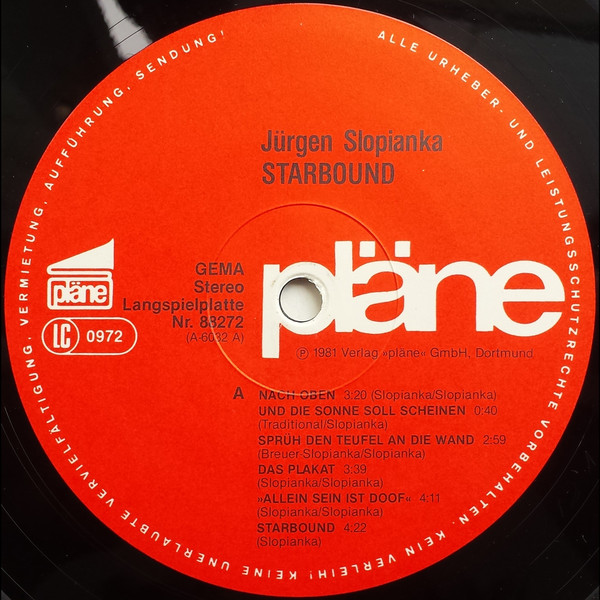 ALLE URHEBER- UND LEISTUNGSSCHUTZRECHTE VORBEHALTEN. KEIN VERLEIH! KEINE UNERLAUBTE VERVIELFÄLTIGUNG, VERMIETUNG, AUFFÜHRUNG, SENDUNG!
Jürgen Slopianka
STARBOUND
pläne
LC 0972
GEMA
Stereo
Langspielplatte
Nr. 83272
(A-6032 A)
pläne
Ⓟ 1981 Verlag »pläne« GmbH, Dortmund
A NACH OBEN 3:20 (Slopianka/Slopianka)
UND DIE SONNE SOLL SCHEINEN 0:40
(Traditional/Slopianka)
SPRÜH DEN TEUFEL AN DIE WAND 2:59
(Breuer-Slopianka/Slopianka)
DAS PLAKAT 3:39
(Slopianka/Slopianka)
»ALLEIN SEIN IST DOOF« 4:11
(Slopianka/Slopianka)
STARBOUND 4:22
(Slopianka)